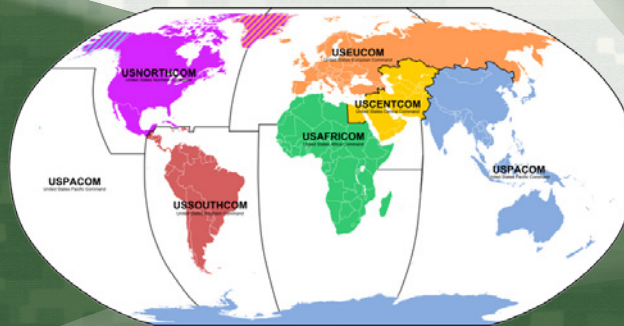 USNORTHCOM
United States Northern Command
USEUCOM
United States European Command
USCENTCOM
United States Central Command
USAFRICOM
United States Africa Command
USPACOM
United States Pacific Command
USPACOM
United States Pacific Command
USSOUTHCOM
United States Southern Command